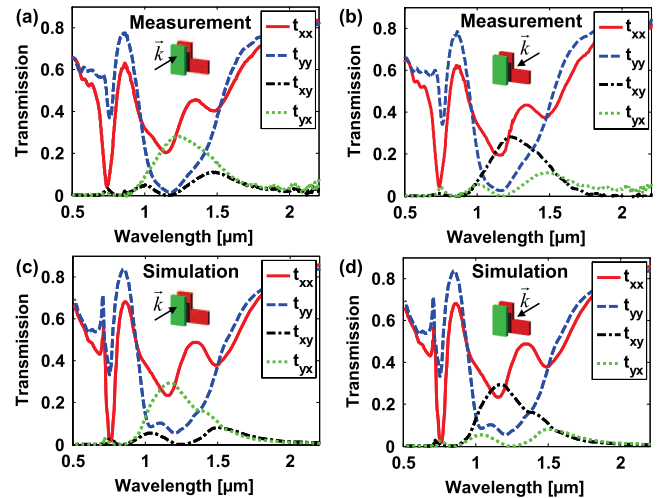 (a)
Measurement
k
t_xx
t_yy
t_xy
t_yx
Transmission
0.8
0.6
0.4
0.2
0
0.5
1
1.5
2
Wavelength [µm]
(b)
Measurement
k
t_xx
t_yy
t_xy
t_yx
Transmission
0.8
0.6
0.4
0.2
0
0.5
1
1.5
2
Wavelength [µm]
(c)
Simulation
k
t_xx
t_yy
t_xy
t_yx
Transmission
0.8
0.6
0.4
0.2
0
0.5
1
1.5
2
Wavelength [µm]
(d)
Simulation
k
t_xx
t_yy
t_xy
t_yx
Transmission
0.8
0.6
0.4
0.2
0
0.5
1
1.5
2
Wavelength [µm]